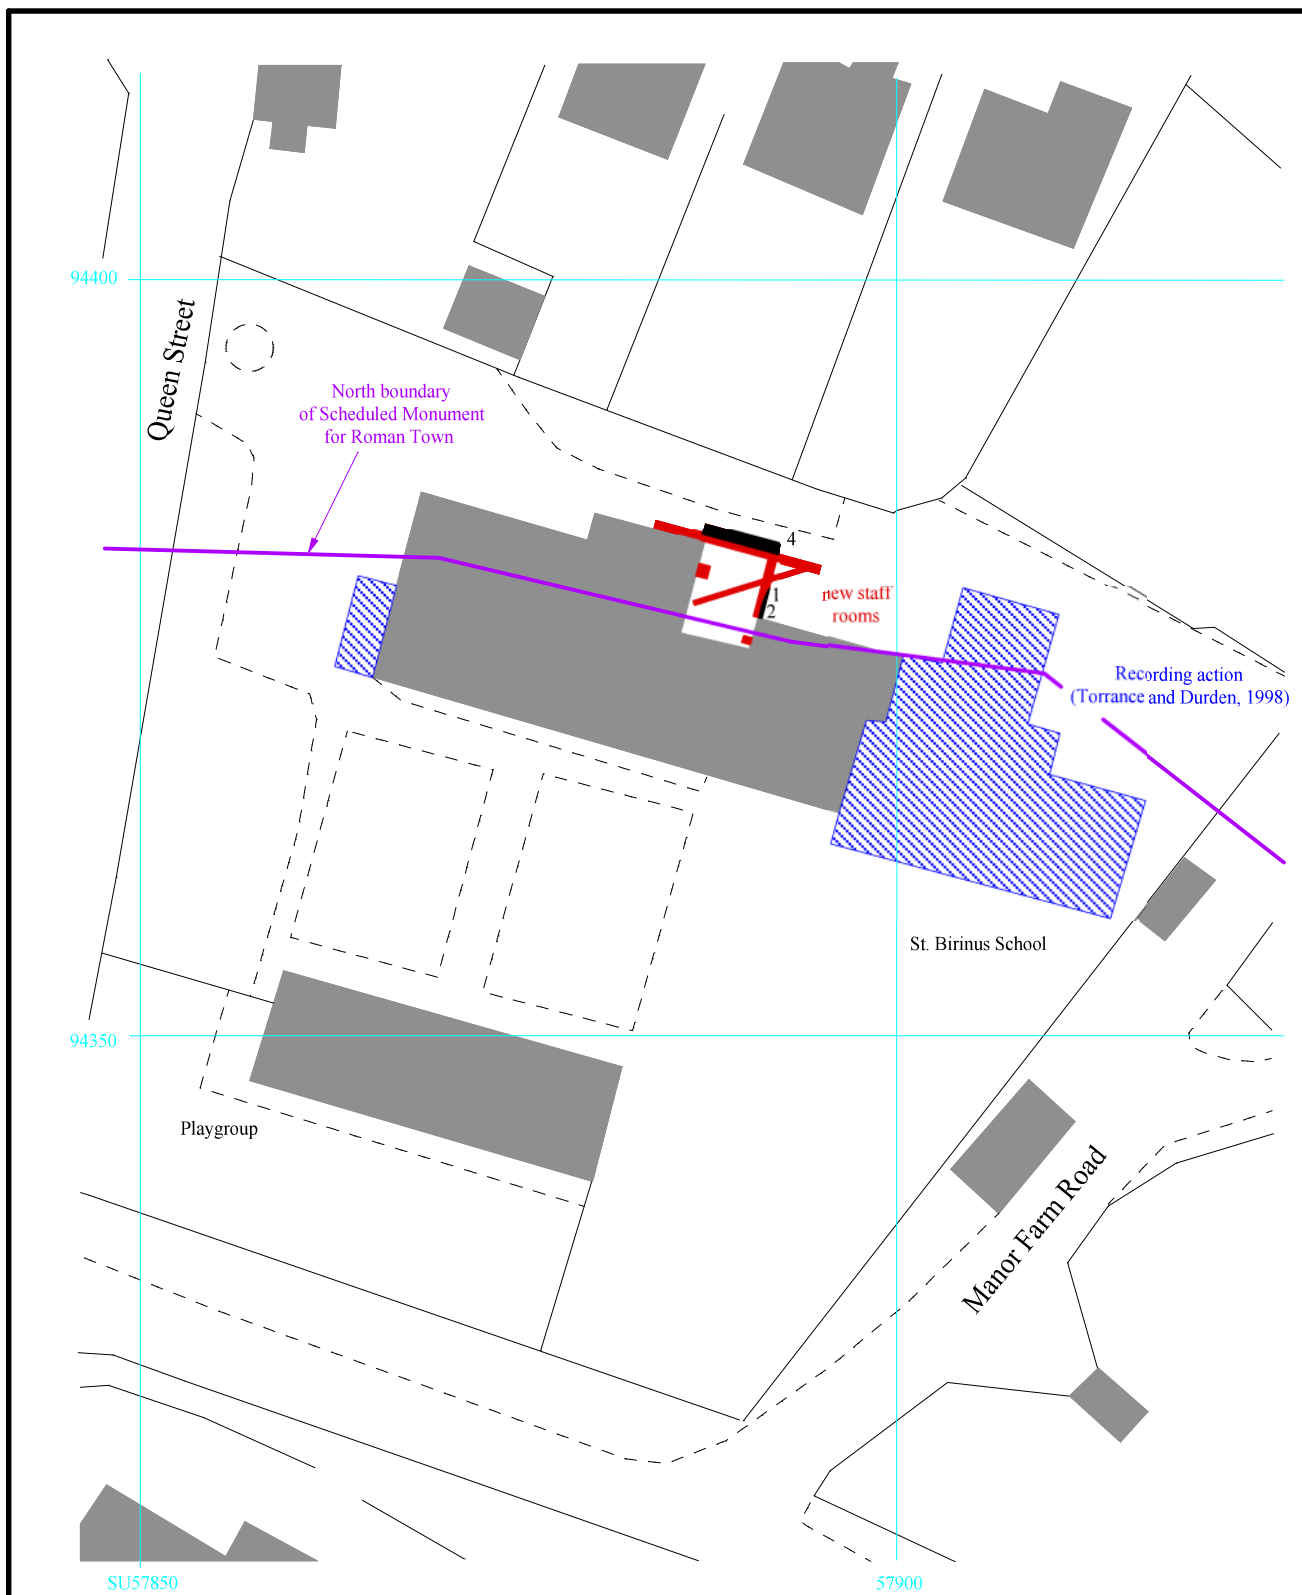 94400
Queen Street
North boundary
of Scheduled Monument
for Roman Town
4
1
2
new staff
rooms
Recording action
(Torrance and Durden, 1998)
St. Birinus School
94350
Playgroup
Manor Farm Road
SU57850
57900